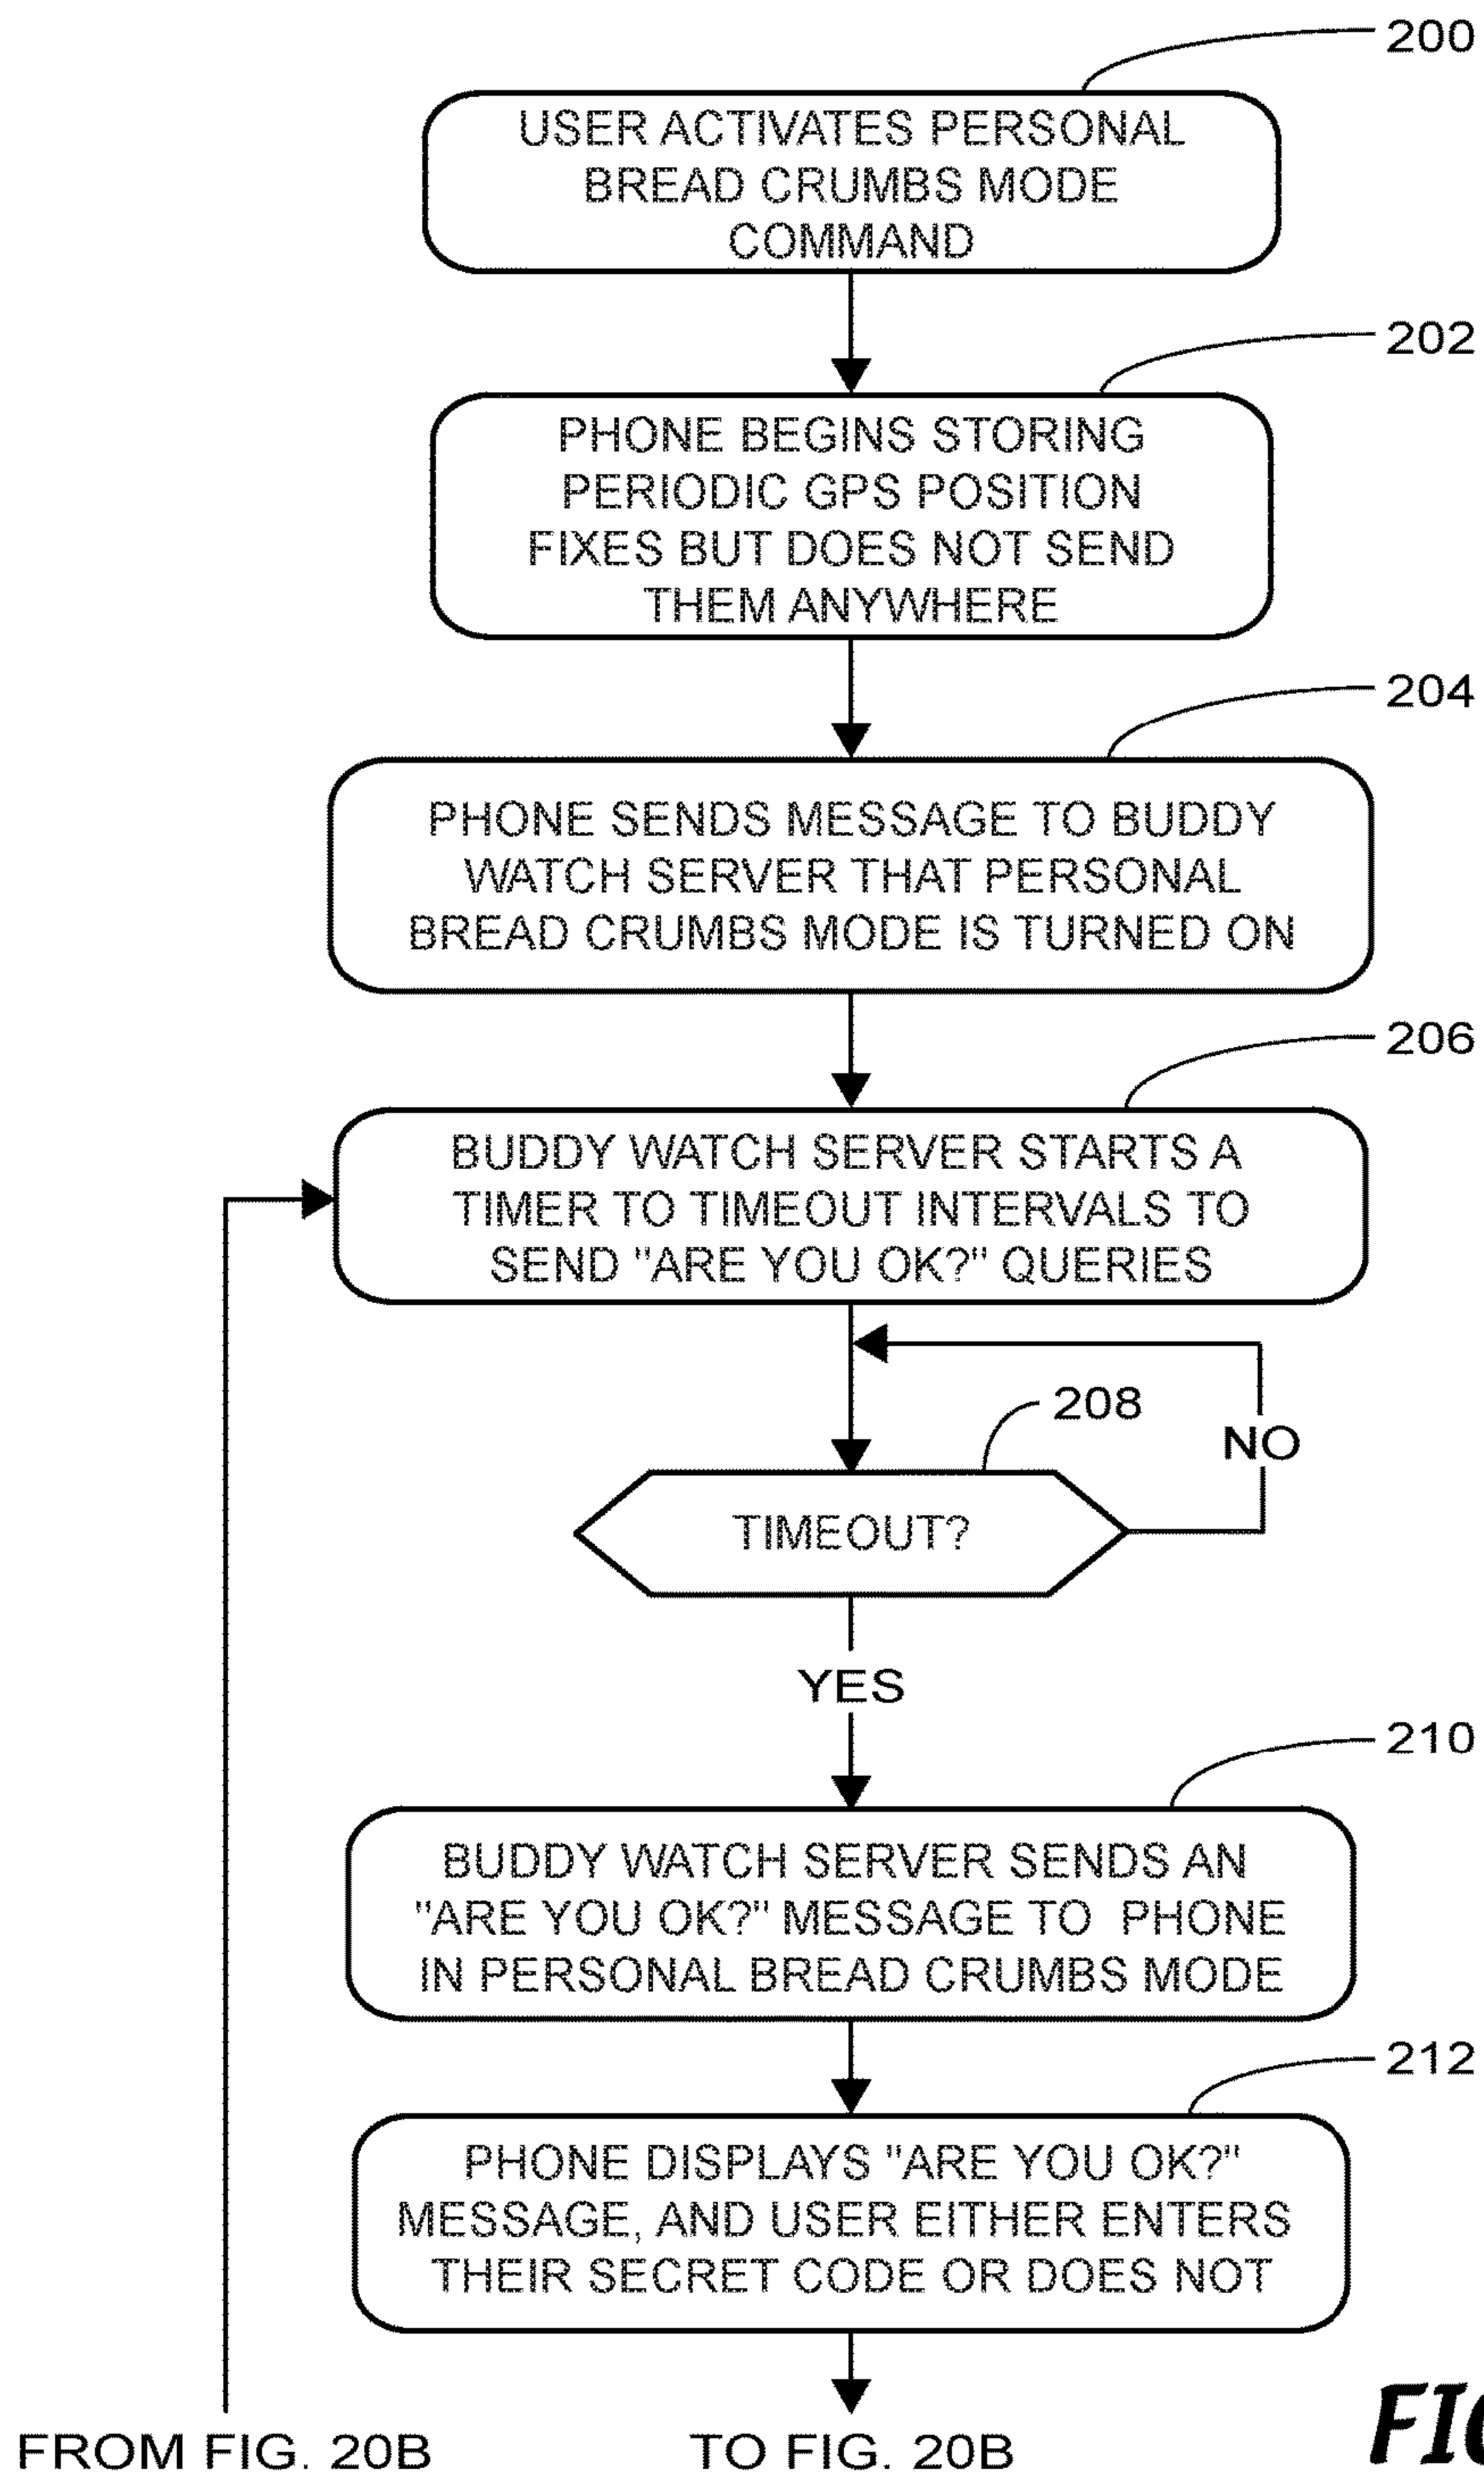 200
USER ACTIVATES PERSONAL
BREAD CRUMBS MODE
COMMAND
202
PHONE BEGINS STORING
PERIODIC GPS POSITION
FIXES BUT DOES NOT SEND
THEM ANYWHERE
204
PHONE SENDS MESSAGE TO BUDDY
WATCH SERVER THAT PERSONAL
BREAD CRUMBS MODE IS TURNED ON
206
BUDDY WATCH SERVER STARTS A
TIMER TO TIMEOUT INTERVALS TO
SEND "ARE YOU OK?" QUERIES
208
NO
TIMEOUT?
YES
210
BUDDY WATCH SERVER SENDS AN
"ARE YOU OK?" MESSAGE TO PHONE
IN PERSONAL BREAD CRUMBS MODE
212
PHONE DISPLAYS "ARE YOU OK?"
MESSAGE, AND USER EITHER ENTERS
THEIR SECRET CODE OR DOES NOT
FROM FIG. 20B
TO FIG. 20B